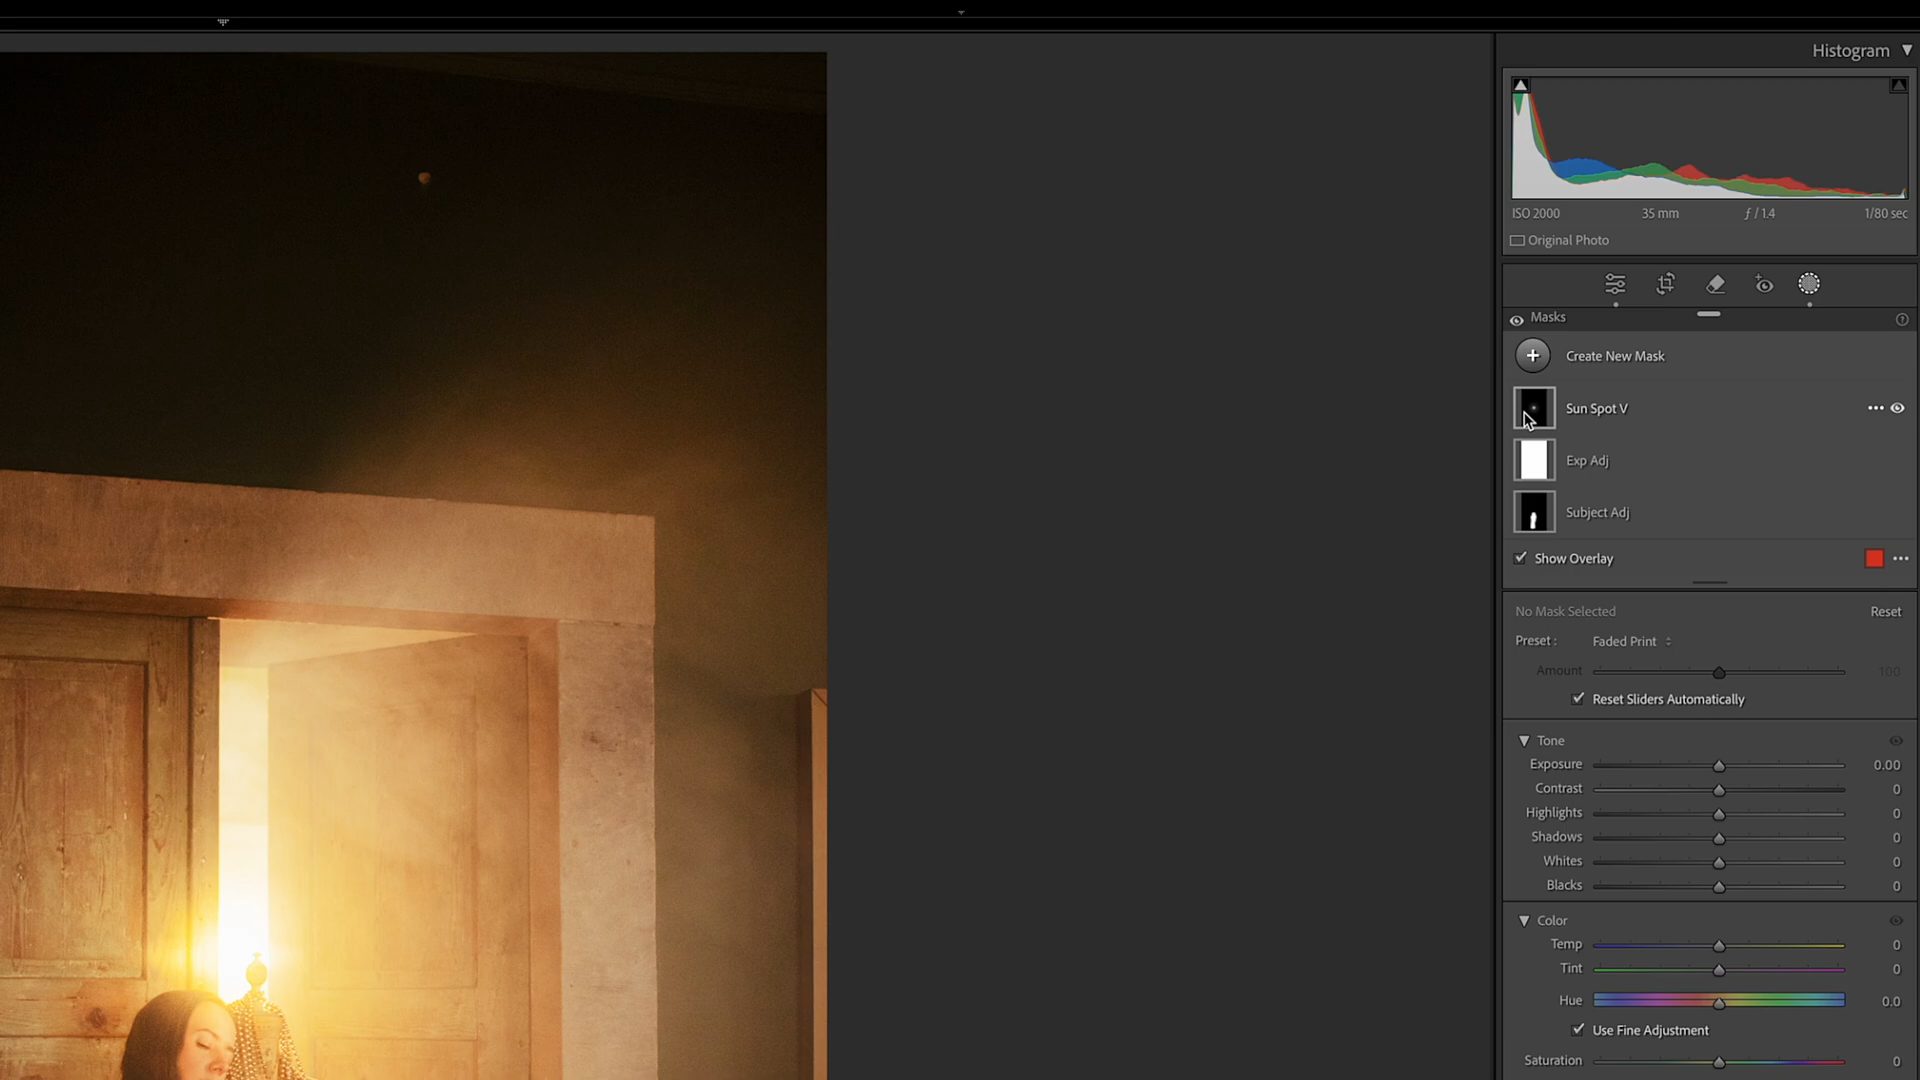 Histogram
ISO 2000 35 mm ƒ / 1.4 1/80 sec
Original Photo
Masks
Create New Mask
Sun Spot V
Exp Adj
Subject Adj
Show Overlay
No Mask Selected Reset
Preset : Faded Print
Amount 100
Reset Sliders Automatically
Tone
Exposure 0.00
Contrast 0
Highlights 0
Shadows 0
Whites 0
Blacks 0
Color
Temp 0
Tint 0
Hue 0.0
Use Fine Adjustment
Saturation 0